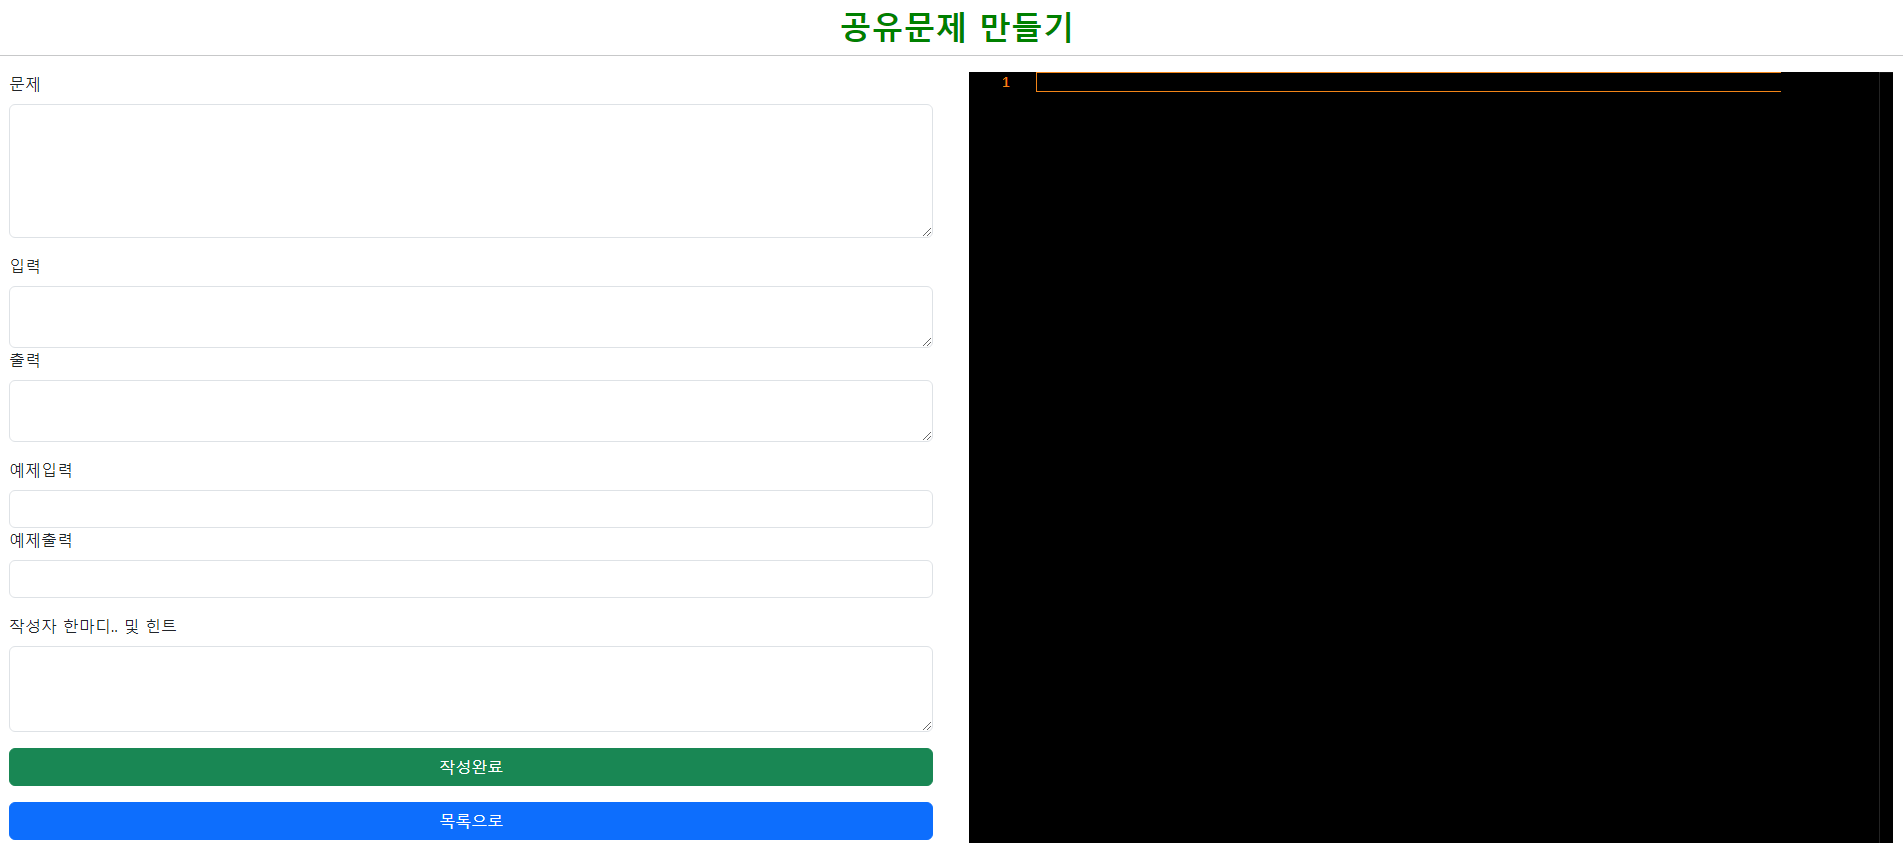 공유문제 만들기
문제
입력
출력
예제입력
예제출력
작성자 한마디.. 및 힌트
작성완료
목록으로
1